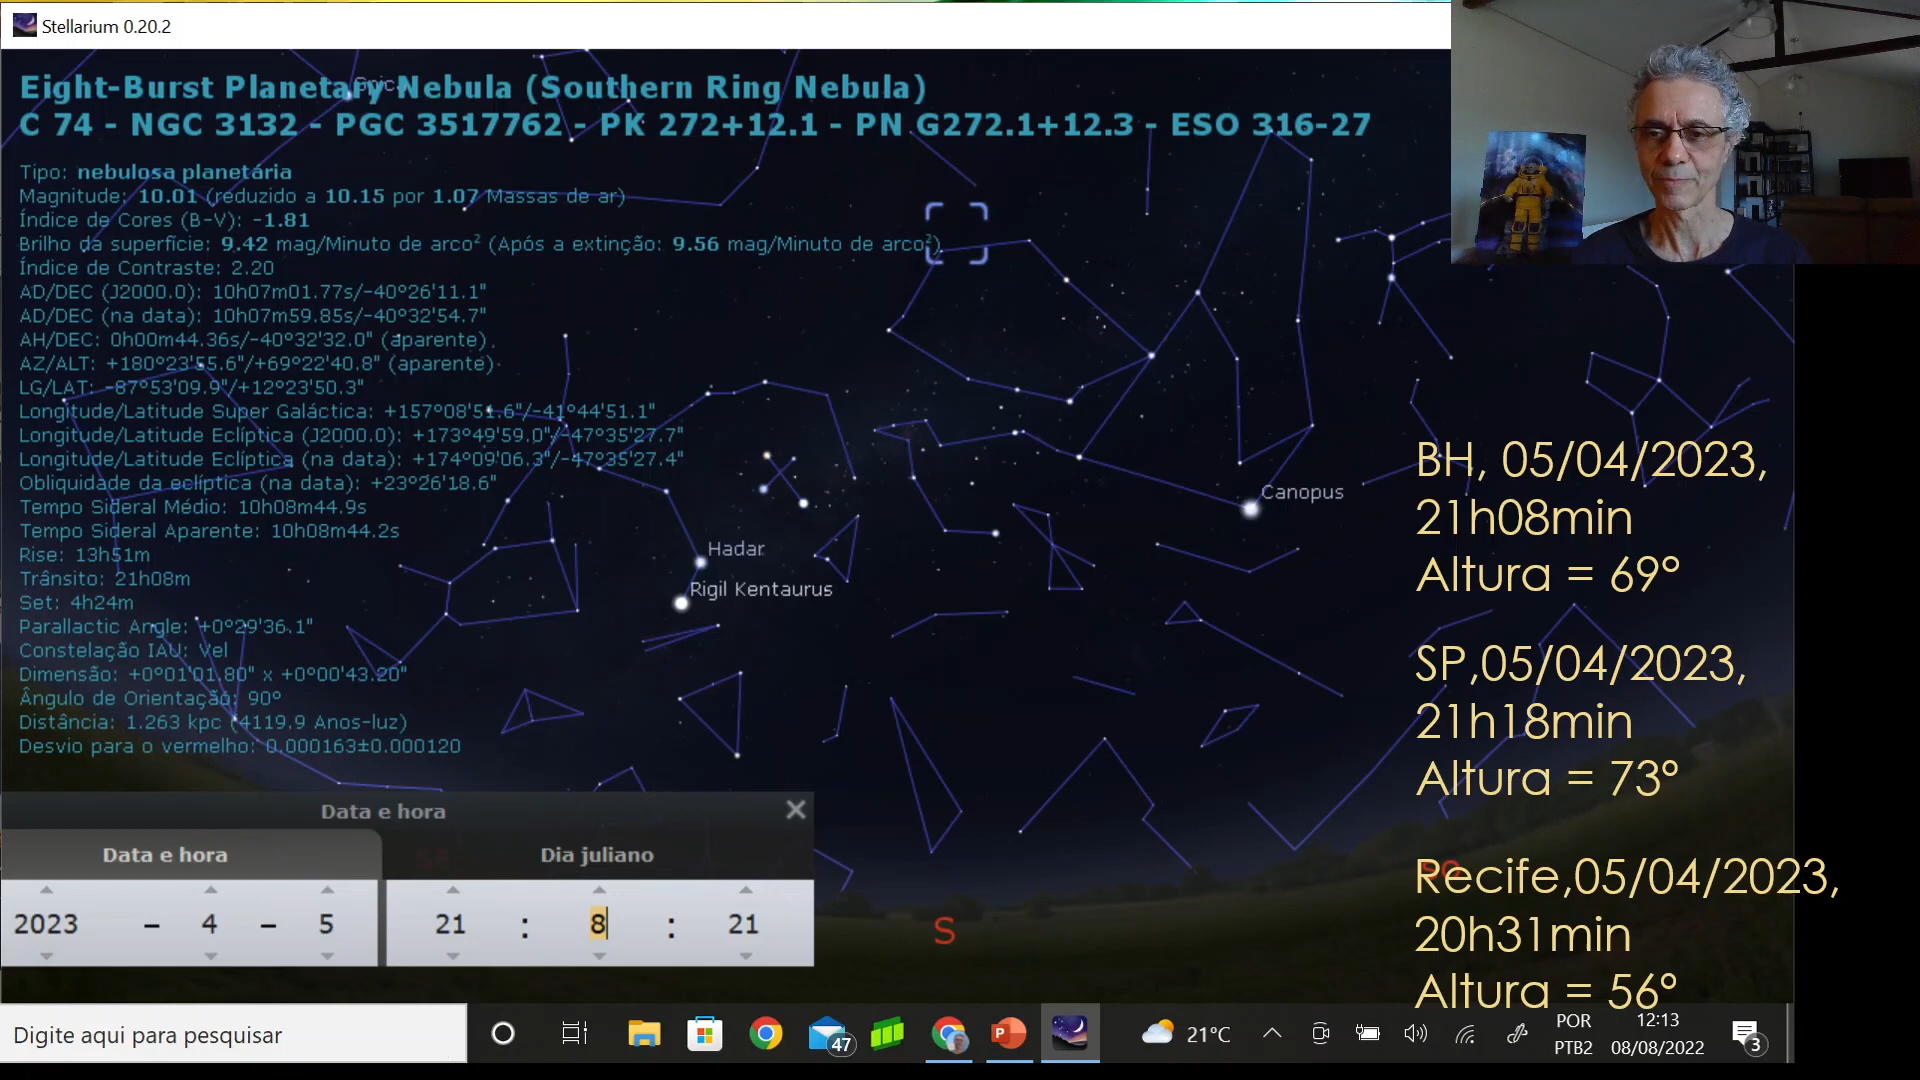 Stellarium 0.20.2
Eight-Burst Planetary Nebula (Southern Ring Nebula)
C 74 - NGC 3132 - PGC 3517762 - PK 272+12.1 - PN G272.1+12.3 - ESO 316-27
Tipo: nebulosa planetária
Magnitude: 10.01 (reduzido a 10.15 por 1.07 Massas de ar)
Índice de Cores (B-V): -1.81
Brilho da superfície: 9.42 mag/Minuto de arco² (Após a extinção: 9.56 mag/Minuto de arco²)
Índice de Contraste: 2.20
AD/DEC (J2000.0): 10h07m01.77s/-40°26'11.1"
AD/DEC (na data): 10h07m59.85s/-40°32'54.7"
AH/DEC: 0h00m44.36s/-40°32'32.0" (aparente)
AZ/ALT: +180°23'55.6"/+69°22'40.8" (aparente)
LG/LAT: -87°53'09.9"/+12°23'50.3"
Longitude/Latitude Super Galáctica: +157°08'51.6"/-41°44'51.1"
Longitude/Latitude Eclíptica (J2000.0): +173°49'59.0"/-47°35'27.7"
Longitude/Latitude Eclíptica (na data): +174°09'06.3"/-47°35'27.4"
Obliquidade da eclíptica (na data): +23°26'18.6"
Tempo Sideral Médio: 10h08m44.9s
Tempo Sideral Aparente: 10h08m44.2s
Rise: 13h51m
Trânsito: 21h08m
Set: 4h24m
Parallactic Angle: +0°29'36.1"
Constelação IAU: Vel
Dimensão: +0°01'01.80" x +0°00'43.20"
Ângulo de Orientação: 90°
Distância: 1.263 kpc (4119.9 Anos-luz)
Desvio para o vermelho: 0.000163±0.000120
Spica
Canopus
Hadar
Rigil Kentaurus
BH, 05/04/2023,
21h08min
Altura = 69º
SP,05/04/2023,
21h18min
Altura = 73º
Recife,05/04/2023,
20h31min
Altura = 56º
SE
S
SO
Data e hora
Data e hora
Dia juliano
2023 - 4 - 5
21 : 8 : 21
Digite aqui para pesquisar
47
21°C
POR
PTB2
12:13
08/08/2022
3